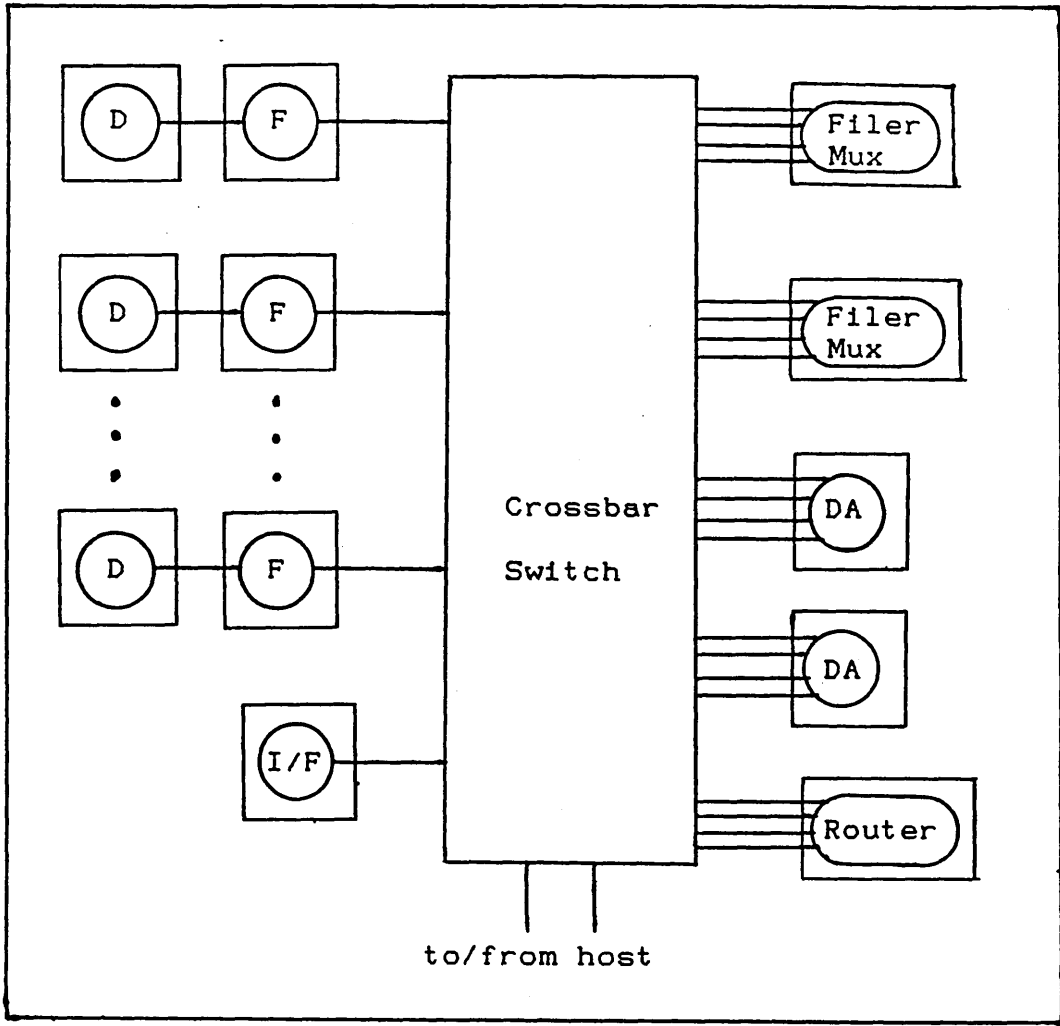 D
F
Filer
Mux
D
F
Filer
Mux
Crossbar
Switch
DA
D
F
DA
I/F
Router
to/from host